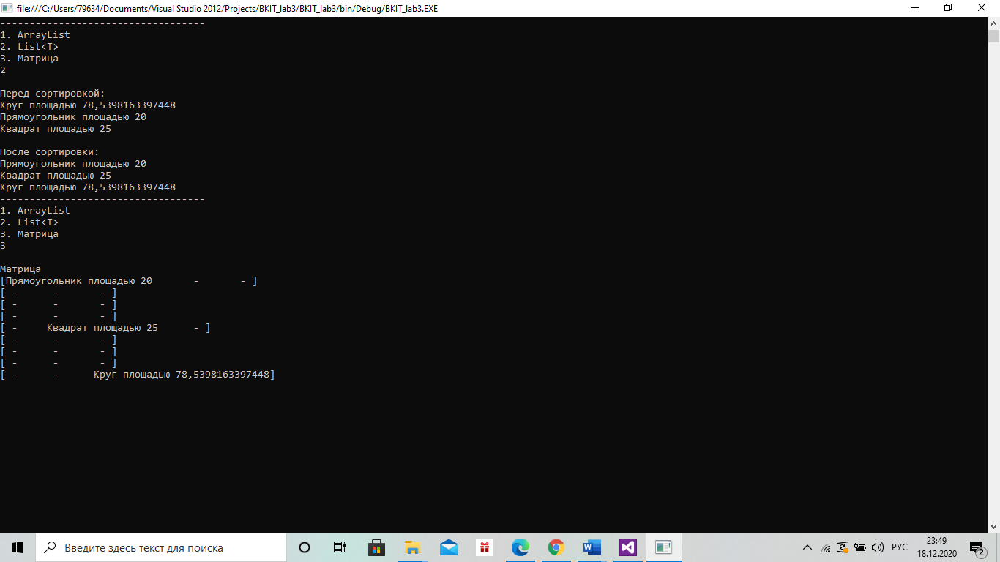 file:///C:/Users/79634/Documents/Visual Studio 2012/Projects/BKIT_lab3/BKIT_lab3/bin/Debug/BKIT_lab3.EXE
-----------------------------------
1. ArrayList
2. List<T>
3. Матрица
2
Перед сортировкой:
Круг площадью 78,5398163397448
Прямоугольник площадью 20
Квадрат площадью 25
После сортировки:
Прямоугольник площадью 20
Квадрат площадью 25
Круг площадью 78,5398163397448
-----------------------------------
1. ArrayList
2. List<T>
3. Матрица
3
Матрица
[Прямоугольник площадью 20       -       - ]
[ -      -       - ]
[ -      -       - ]
[ -      -       - ]
[ -     Квадрат площадью 25      - ]
[ -      -       - ]
[ -      -       - ]
[ -      -       - ]
[ -      -      Круг площадью 78,5398163397448]
Введите здесь текст для поиска
РУС
23:49
18.12.2020
2